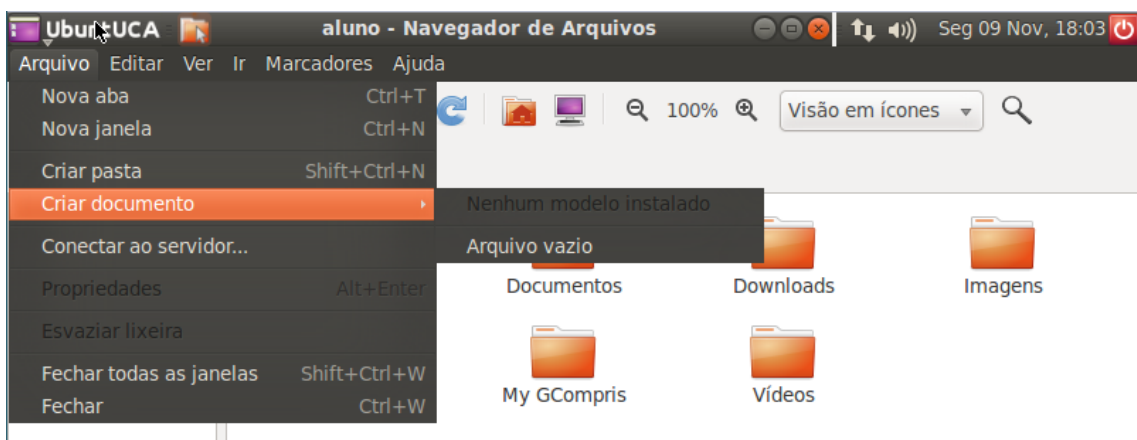 UbuntUCA aluno - Navegador de Arquivos Seg 09 Nov, 18:03
Arquivo Editar Ver Ir Marcadores Ajuda
Nova aba Ctrl+T
Nova janela Ctrl+N
100% Visão em ícones
Criar pasta Shift+Ctrl+N
Criar documento
Nenhum modelo instalado
Conectar ao servidor...
Arquivo vazio
Propriedades Alt+Enter
Esvaziar lixeira
Fechar todas as janelas Shift+Ctrl+W
Fechar Ctrl+W
Documentos Downloads Imagens
My GCompris Vídeos